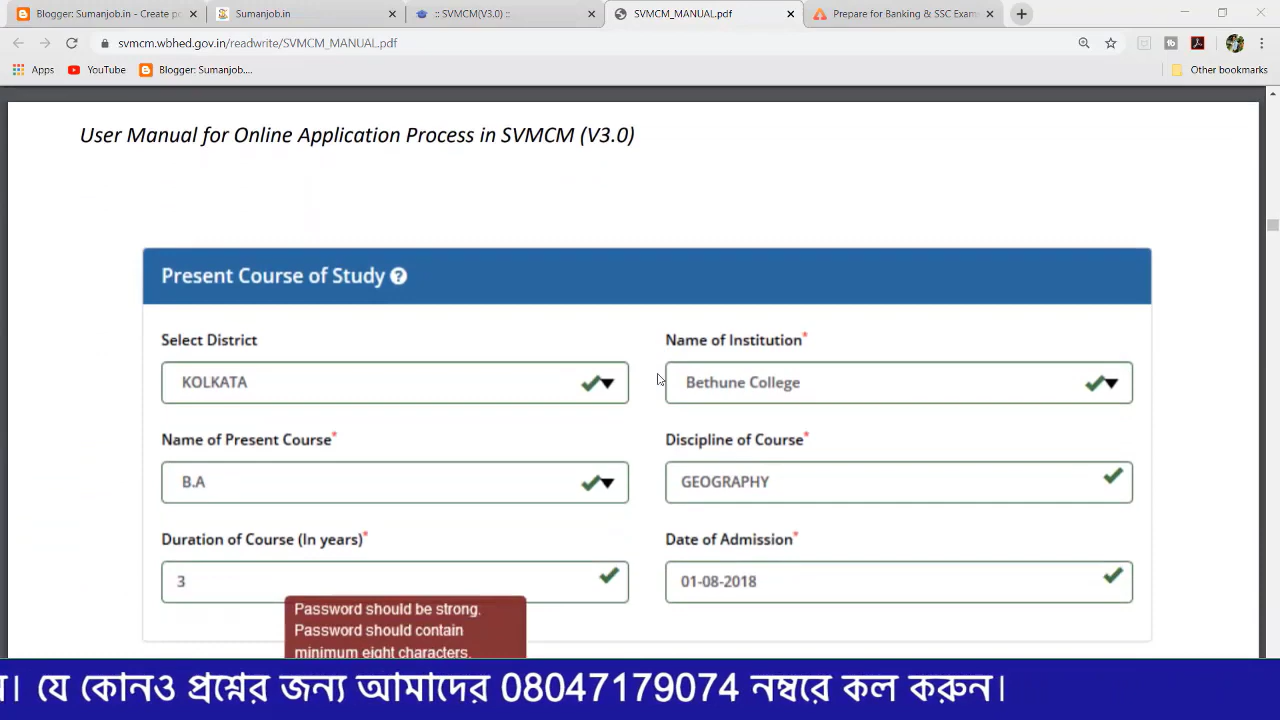 Blogger: Sumanjob.in - Create po
Sumanjob.in
:: SVMCM(V3.0) ::
SVMCM_MANUAL.pdf
Prepare for Banking & SSC Exam
svmcm.wbhed.gov.in/readwrite/SVMCM_MANUAL.pdf
Apps
YouTube
Blogger: Sumanjob....
Other bookmarks
User Manual for Online Application Process in SVMCM (V3.0)
Present Course of Study ?
Select District
Name of Institution*
KOLKATA
Bethune College
Name of Present Course*
Discipline of Course*
B.A
GEOGRAPHY
Duration of Course (In years)*
Date of Admission*
3
01-08-2018
Password should be strong.
Password should contain
minimum eight characters.
। যে কোনও প্রশ্নের জন্য আমাদের 08047179074 নম্বরে কল করুন।